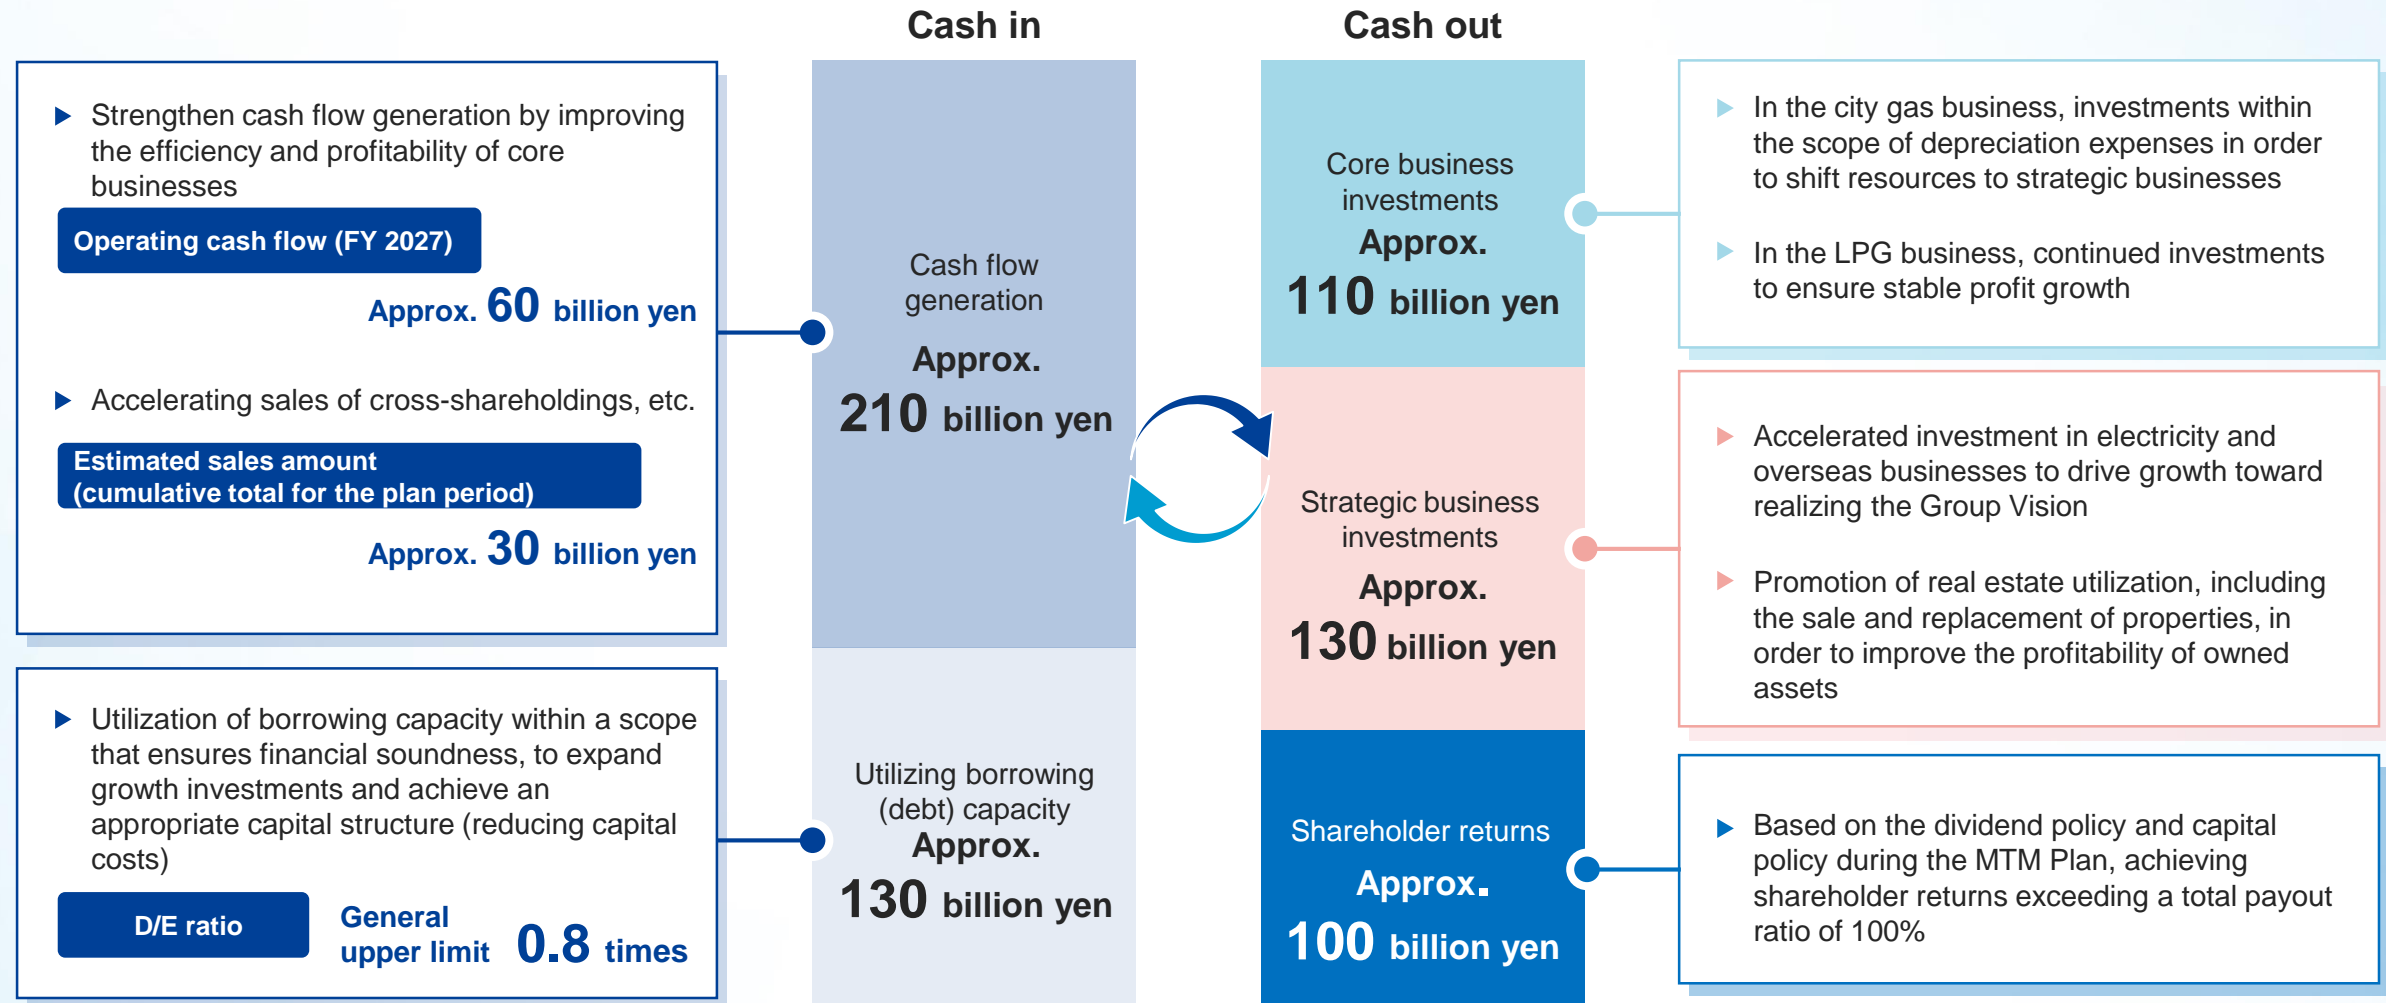 Cash in
Cash out
Strengthen cash flow generation by improving
the efficiency and profitability of core
businesses
Operating cash flow (FY 2027)
Approx. 60 billion yen
Accelerating sales of cross-shareholdings, etc.
Estimated sales amount
(cumulative total for the plan period)
Approx. 30 billion yen
Utilization of borrowing capacity within a scope
that ensures financial soundness, to expand
growth investments and achieve an
appropriate capital structure (reducing capital
costs)
D/E ratio
General
upper limit 0.8 times
Cash flow
generation
Approx.
210 billion yen
Utilizing borrowing
(debt) capacity
Approx.
130 billion yen
Core business
investments
Approx.
110 billion yen
Strategic business
investments
Approx.
130 billion yen
Shareholder returns
Approx.
100 billion yen
In the city gas business, investments within
the scope of depreciation expenses in order
to shift resources to strategic businesses
In the LPG business, continued investments
to ensure stable profit growth
Accelerated investment in electricity and
overseas businesses to drive growth toward
realizing the Group Vision
Promotion of real estate utilization, including
the sale and replacement of properties, in
order to improve the profitability of owned
assets
Based on the dividend policy and capital
policy during the MTM Plan, achieving
shareholder returns exceeding a total payout
ratio of 100%